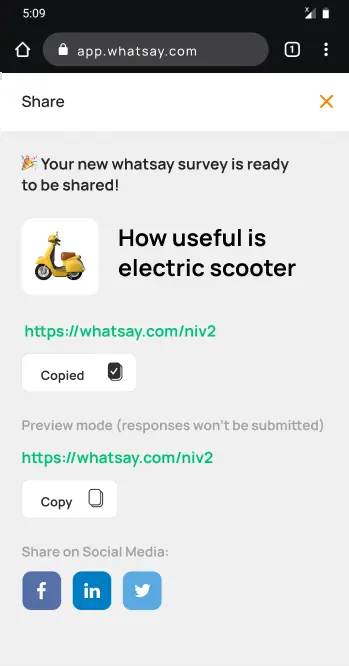 5:09
app.whatsay.com
1
Share
🎉 Your new whatsay survey is ready
to be shared!
How useful is
electric scooter
https://whatsay.com/niv2
Copied
Preview mode (responses won't be submitted)
https://whatsay.com/niv2
Copy
Share on Social Media:
f
in